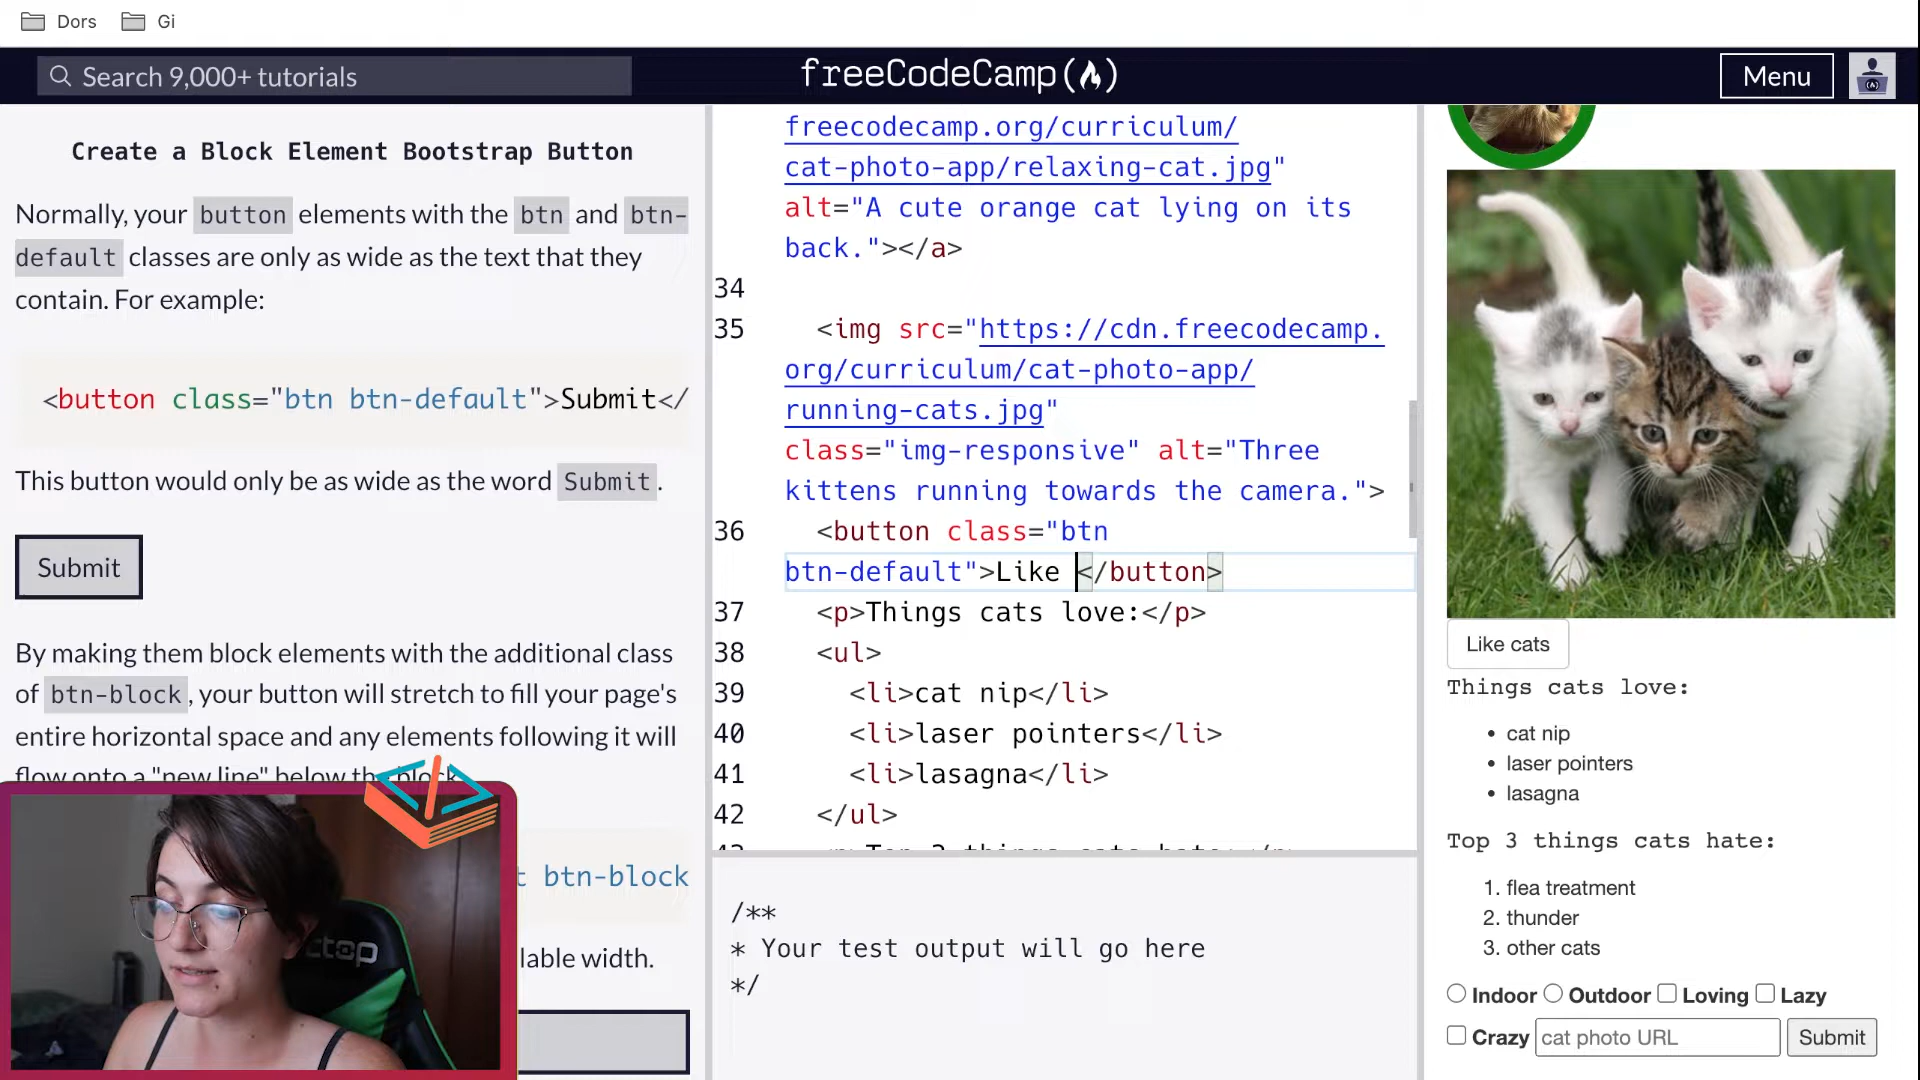 Dors Gi
Search 9,000+ tutorials
freeCodeCamp
Menu
Create a Block Element Bootstrap Button
Normally, your button elements with the btn and btn-
default classes are only as wide as the text that they
contain. For example:
<button class="btn btn-default">Submit</
This button would only be as wide as the word Submit.
Submit
By making them block elements with the additional class
of btn-block, your button will stretch to fill your page's
entire horizontal space and any elements following it will
flow onto a "new line" below the block.
t btn-block
lable width.
freecodecamp.org/curriculum/
cat-photo-app/relaxing-cat.jpg"
alt="A cute orange cat lying on its
back."></a>
34
35 <img src="https://cdn.freecodecamp.
org/curriculum/cat-photo-app/
running-cats.jpg"
class="img-responsive" alt="Three
kittens running towards the camera.">
36 <button class="btn
btn-default">Like </button>
37 <p>Things cats love:</p>
38 <ul>
39 <li>cat nip</li>
40 <li>laser pointers</li>
41 <li>lasagna</li>
42 </ul>
/**
* Your test output will go here
*/
Like cats
Things cats love:
• cat nip
• laser pointers
• lasagna
Top 3 things cats hate:
1. flea treatment
2. thunder
3. other cats
Indoor Outdoor Loving Lazy
Crazy cat photo URL Submit